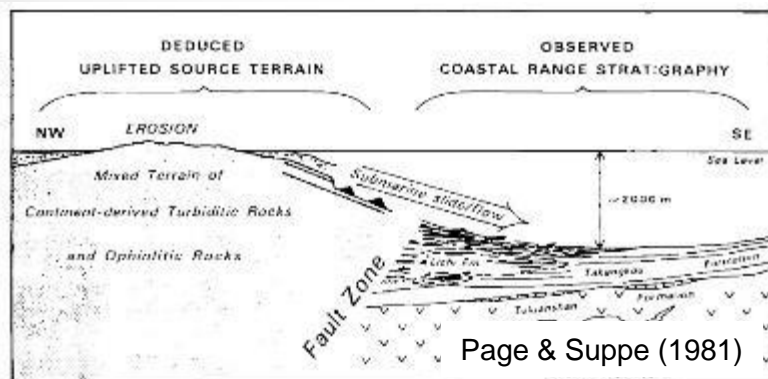 DEDUCED
UPLIFTED SOURCE TERRAIN
OBSERVED
COASTAL RANGE STRATIGRAPHY
NW
EROSION
SE
Sea Level
Mixed Terrain of
Continent-derived Turbiditic Rocks
and Ophiolitic Rocks
Submarine slide/flow
Fault Zone
Lichi Fm
Takangkou
Formation
Tuluanshan
Formation
Page & Suppe (1981)